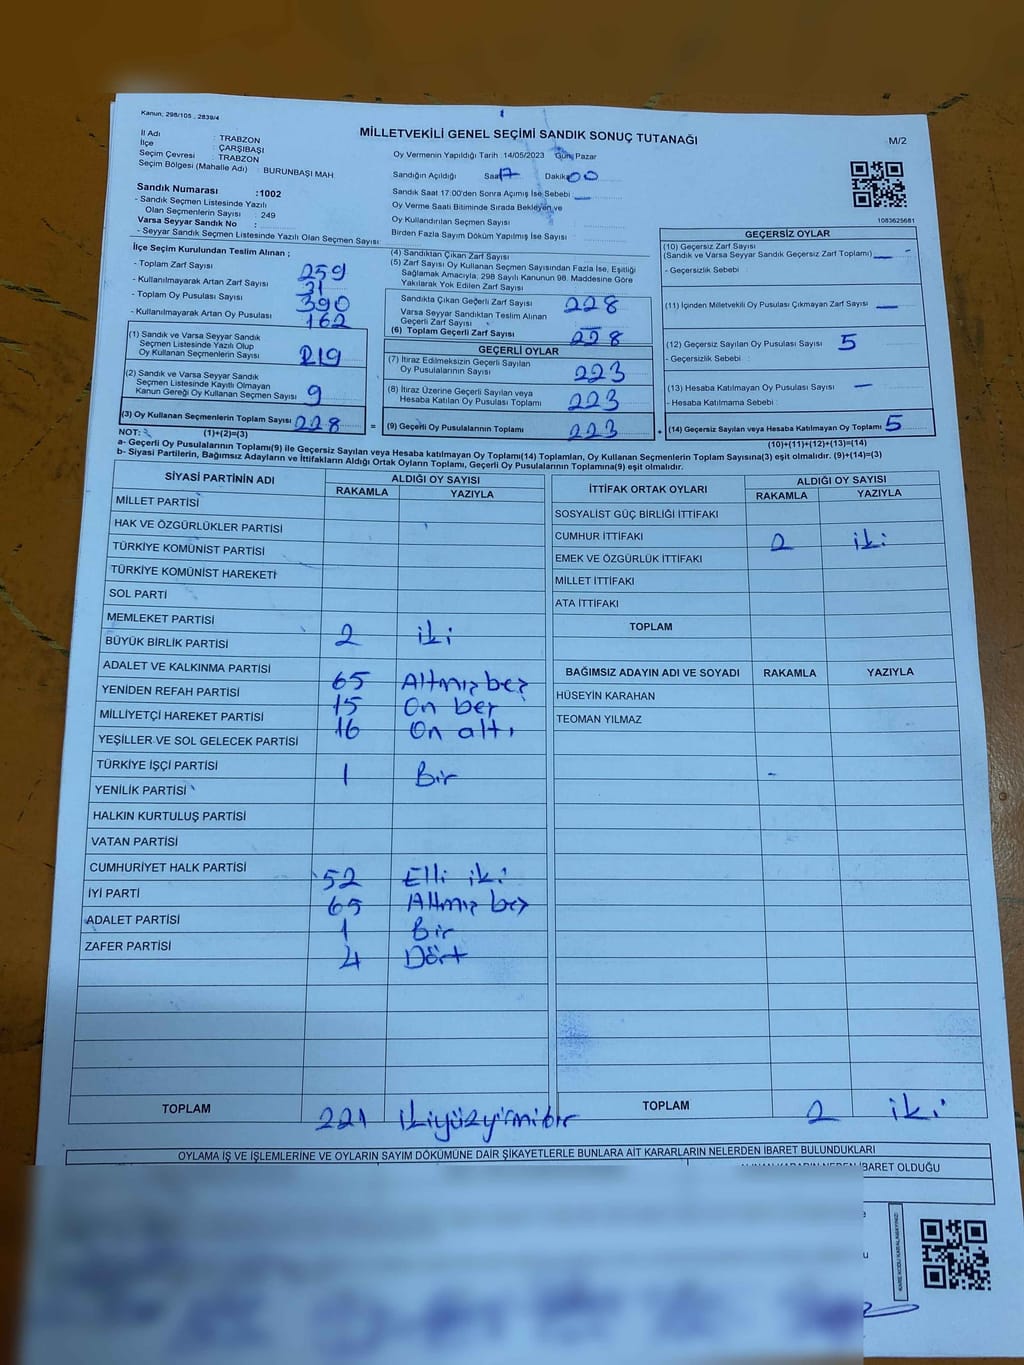 Kanun; 298/105 , 2839/4
MİLLETVEKİLİ GENEL SEÇİMİ SANDIK SONUÇ TUTANAĞI
M/2
İl Adı : TRABZON
İlçe : ÇARŞIBAŞI
Seçim Çevresi : TRABZON
Seçim Bölgesi (Mahalle Adı) : BURUNBAŞI MAH.
Oy Vermenin Yapıldığı Tarih :14/05/2023 Gün: Pazar
Sandığın Açıldığı Saat 17 Dakika 00
Sandık Saat 17:00'den Sonra Açımış İse Sebebi : —
Oy Verme Saati Bitiminde Sırada Bekleyen ve
Oy Kullandırılan Seçmen Sayısı
Birden Fazla Sayım Döküm Yapılmış İse Sayısı
1083625681
Sandık Numarası :1002
- Sandık Seçmen Listesinde Yazılı
Olan Seçmenlerin Sayısı : 249
Varsa Seyyar Sandık No :
- Seyyar Sandık Seçmen Listesinde Yazılı Olan Seçmen Sayısı
İlçe Seçim Kurulundan Teslim Alınan ;
- Toplam Zarf Sayısı 259
- Kullanılmayarak Artan Zarf Sayısı 31
- Toplam Oy Pusulası Sayısı 390
- Kullanılmayarak Artan Oy Pusulası 162
(1) Sandık ve Varsa Seyyar Sandık
Seçmen Listesinde Yazılı Olup
Oy Kullanan Seçmenlerin Sayısı 219
(2) Sandık ve Varsa Seyyar Sandık
Seçmen Listesinde Kayıtlı Olmayan
Kanun Gereği Oy Kullanan Seçmen Sayısı 9
(3) Oy Kullanan Seçmenlerin Toplam Sayısı 228 =
(1)+(2)=(3)
(4) Sandıktan Çıkan Zarf Sayısı
(5) Zarf Sayısı Oy Kullanan Seçmen Sayısından Fazla İse, Eşitliği
Sağlamak Amacıyla, 298 Sayılı Kanunun 98. Maddesine Göre
Yakılarak Yok Edilen Zarf Sayısı
Sandıkta Çıkan Geçerli Zarf Sayısı 228
Varsa Seyyar Sandıktan Teslim Alınan
Geçerli Zarf Sayısı —
(6) Toplam Geçerli Zarf Sayısı 228
GEÇERLİ OYLAR
(7) İtiraz Edilmeksizin Geçerli Sayılan
Oy Pusulalarının Sayısı 223
(8) İtiraz Üzerine Geçerli Sayılan veya
Hesaba Katılan Oy Pusulası Toplamı 223
(9) Geçerli Oy Pusulalarının Toplamı 223 +
GEÇERSİZ OYLAR
(10) Geçersiz Zarf Sayısı
(Sandık ve Varsa Seyyar Sandık Geçersiz Zarf Toplamı) —
- Geçersizlik Sebebi :
(11) İçinden Milletvekili Oy Pusulası Çıkmayan Zarf Sayısı —
(12) Geçersiz Sayılan Oy Pusulası Sayısı 5
- Geçersizlik Sebebi :
(13) Hesaba Katılmayan Oy Pusulası Sayısı —
- Hesaba Katılmama Sebebi :
(14) Geçersiz Sayılan veya Hesaba Katılmayan Oy Toplamı 5
(10)+(11)+(12)+(13)=(14)
NOT:
a- Geçerli Oy Pusulalarının Toplamı(9) ile Geçersiz Sayılan veya Hesaba katılmayan Oy Toplamı(14) Toplamları, Oy Kullanan Seçmenlerin Toplam Sayısına(3) eşit olmalıdır. (9)+(14)=(3)
b- Siyasi Partilerin, Bağımsız Adayların ve İttifakların Aldığı Ortak Oyların Toplamı, Geçerli Oy Pusulalarının Toplamına(9) eşit olmalıdır.
SİYASİ PARTİNİN ADI ALDIĞI OY SAYISI
RAKAMLA YAZIYLA
MİLLET PARTİSİ
HAK VE ÖZGÜRLÜKLER PARTİSİ
TÜRKİYE KOMÜNİST PARTİSİ
TÜRKİYE KOMÜNİST HAREKETİ
SOL PARTİ
MEMLEKET PARTİSİ
BÜYÜK BİRLİK PARTİSİ 2 iki
ADALET VE KALKINMA PARTİSİ 65 Altmış beş
YENİDEN REFAH PARTİSİ 15 On beş
MİLLİYETÇİ HAREKET PARTİSİ 16 On altı
YEŞİLLER VE SOL GELECEK PARTİSİ
TÜRKİYE İŞÇİ PARTİSİ 1 Bir
YENİLİK PARTİSİ
HALKIN KURTULUŞ PARTİSİ
VATAN PARTİSİ
CUMHURİYET HALK PARTİSİ 52 Elli iki
İYİ PARTİ 65 Altmış beş
ADALET PARTİSİ 1 Bir
ZAFER PARTİSİ 4 Dört
TOPLAM 221 ikiyüzyirmibir
İTTİFAK ORTAK OYLARI ALDIĞI OY SAYISI
RAKAMLA YAZIYLA
SOSYALİST GÜÇ BİRLİĞİ İTTİFAKI
CUMHUR İTTİFAKI 2 iki
EMEK VE ÖZGÜRLÜK İTTİFAKI
MİLLET İTTİFAKI
ATA İTTİFAKI
TOPLAM
BAĞIMSIZ ADAYIN ADI VE SOYADI RAKAMLA YAZIYLA
HÜSEYİN KARAHAN
TEOMAN YILMAZ
TOPLAM 2 iki
OYLAMA İŞ VE İŞLEMLERİNE VE OYLARIN SAYIM DÖKÜMÜNE DAİR ŞİKAYETLERLE BUNLARA AİT KARARLARIN NELERDEN İBARET BULUNDUKLARI
ALINAN KARARIN NEDEN İBARET OLDUĞU